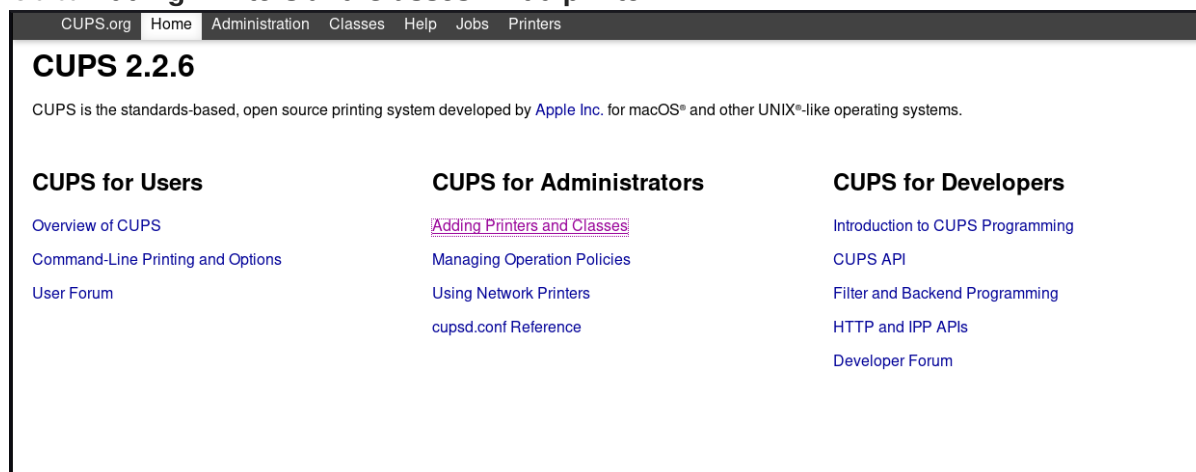 CUPS.org Home Administration Classes Help Jobs Printers
CUPS 2.2.6
CUPS is the standards-based, open source printing system developed by Apple Inc. for macOS® and other UNIX®-like operating systems.
CUPS for Users
Overview of CUPS
Command-Line Printing and Options
User Forum
CUPS for Administrators
Adding Printers and Classes
Managing Operation Policies
Using Network Printers
cupsd.conf Reference
CUPS for Developers
Introduction to CUPS Programming
CUPS API
Filter and Backend Programming
HTTP and IPP APIs
Developer Forum